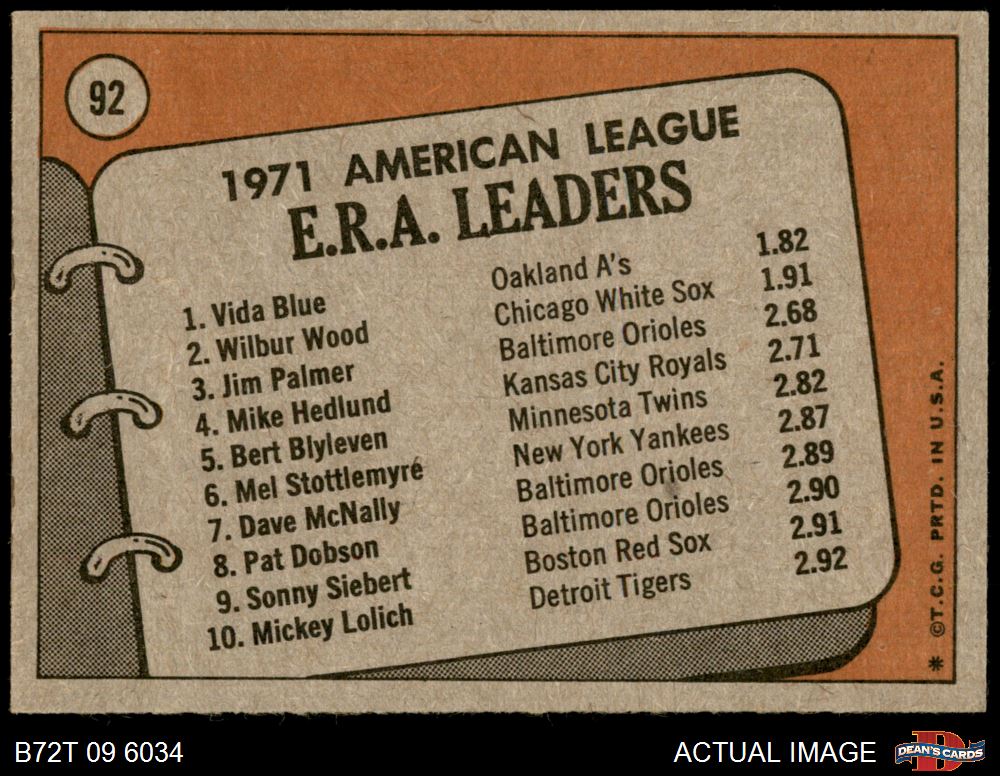 92
1971 AMERICAN LEAGUE
E.R.A. LEADERS
1. Vida Blue Oakland A's 1.82
2. Wilbur Wood Chicago White Sox 1.91
3. Jim Palmer Baltimore Orioles 2.68
4. Mike Hedlund Kansas City Royals 2.71
5. Bert Blyleven Minnesota Twins 2.82
6. Mel Stottlemyre New York Yankees 2.87
7. Dave McNally Baltimore Orioles 2.89
8. Pat Dobson Baltimore Orioles 2.90
9. Sonny Siebert Boston Red Sox 2.91
10. Mickey Lolich Detroit Tigers 2.92
* ©T.C.G. PRTD. IN U.S.A.
B72T 09 6034 ACTUAL IMAGE DEAN'S CARDS